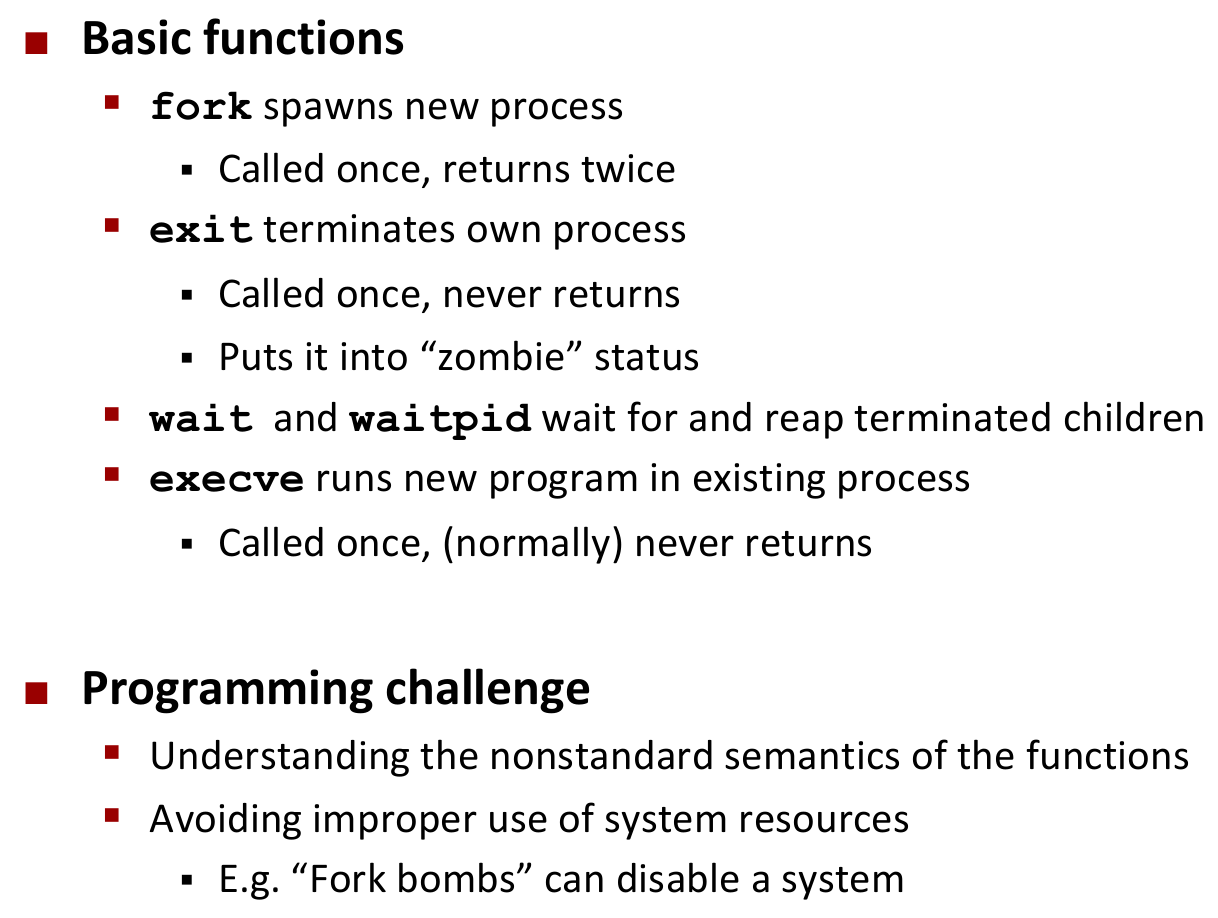 Basic functions
fork spawns new process
Called once, returns twice
exit terminates own process
Called once, never returns
Puts it into “zombie” status
wait and waitpid wait for and reap terminated children
execve runs new program in existing process
Called once, (normally) never returns
Programming challenge
Understanding the nonstandard semantics of the functions
Avoiding improper use of system resources
E.g. “Fork bombs” can disable a system